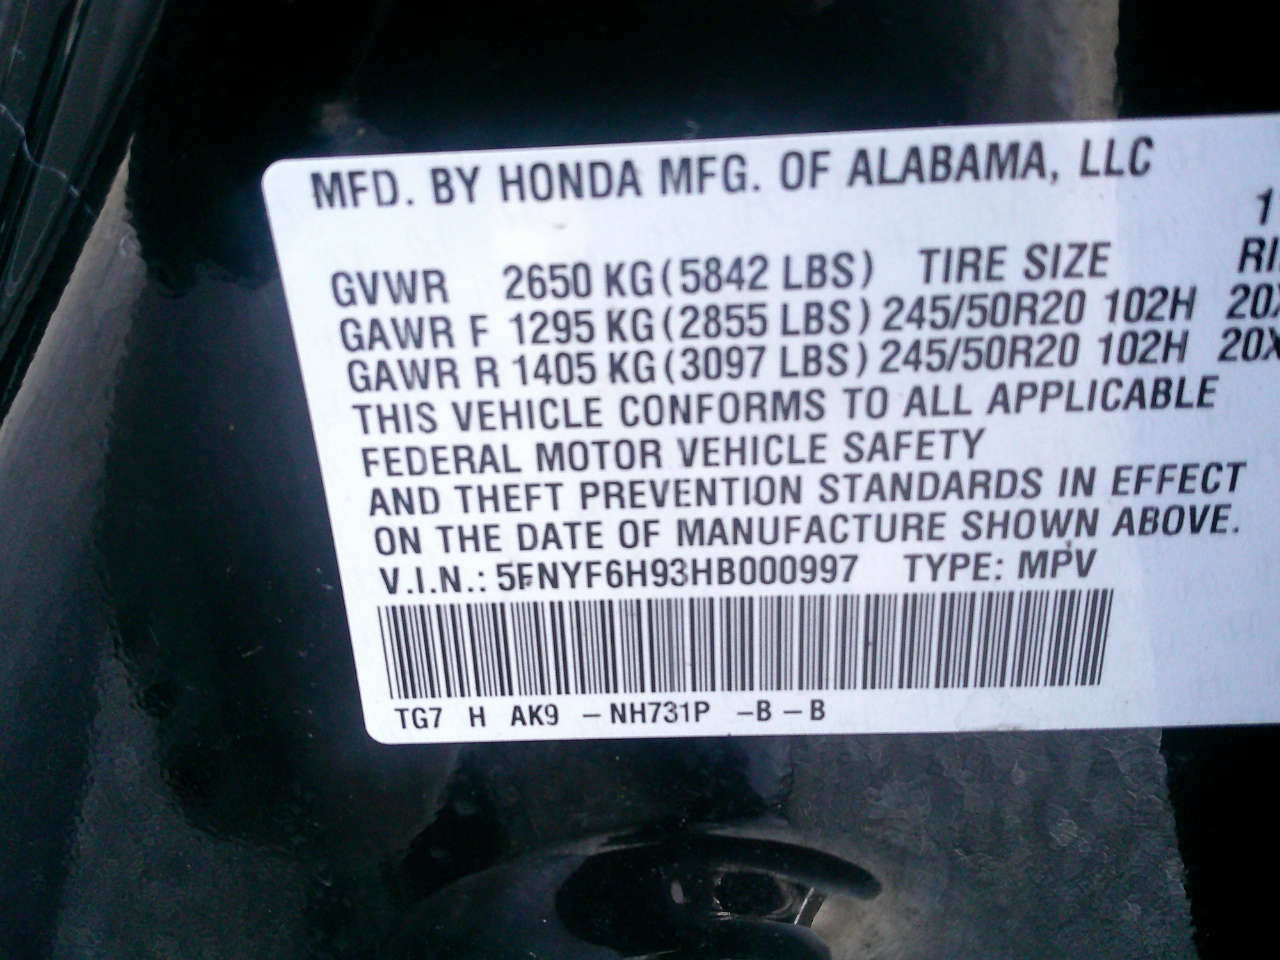 MFD. BY HONDA MFG. OF ALABAMA, LLC
1
GVWR 2650 KG (5842 LBS) TIRE SIZE
GAWR F 1295 KG (2855 LBS) 245/50R20 102H 20X
GAWR R 1405 KG (3097 LBS) 245/50R20 102H 20X
THIS VEHICLE CONFORMS TO ALL APPLICABLE
FEDERAL MOTOR VEHICLE SAFETY
AND THEFT PREVENTION STANDARDS IN EFFECT
ON THE DATE OF MANUFACTURE SHOWN ABOVE.
V.I.N.: 5FNYF6H93HB000997 TYPE: MPV
TG7 H AK9 – NH731P –B – B